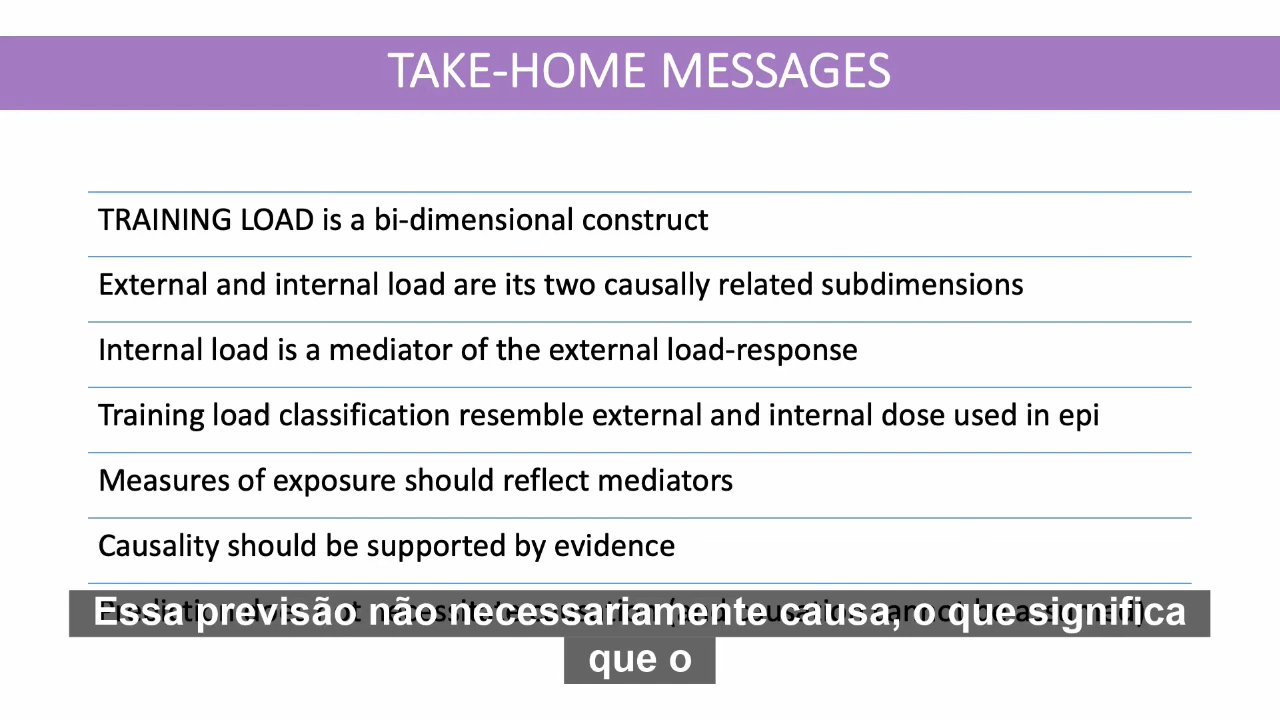 TAKE-HOME MESSAGES
TRAINING LOAD is a bi-dimensional construct
External and internal load are its two causally related subdimensions
Internal load is a mediator of the external load-response
Training load classification resemble external and internal dose used in epi
Measures of exposure should reflect mediators
Causality should be supported by evidence
Essa previsão não necessariamente causa, o que significa
que o